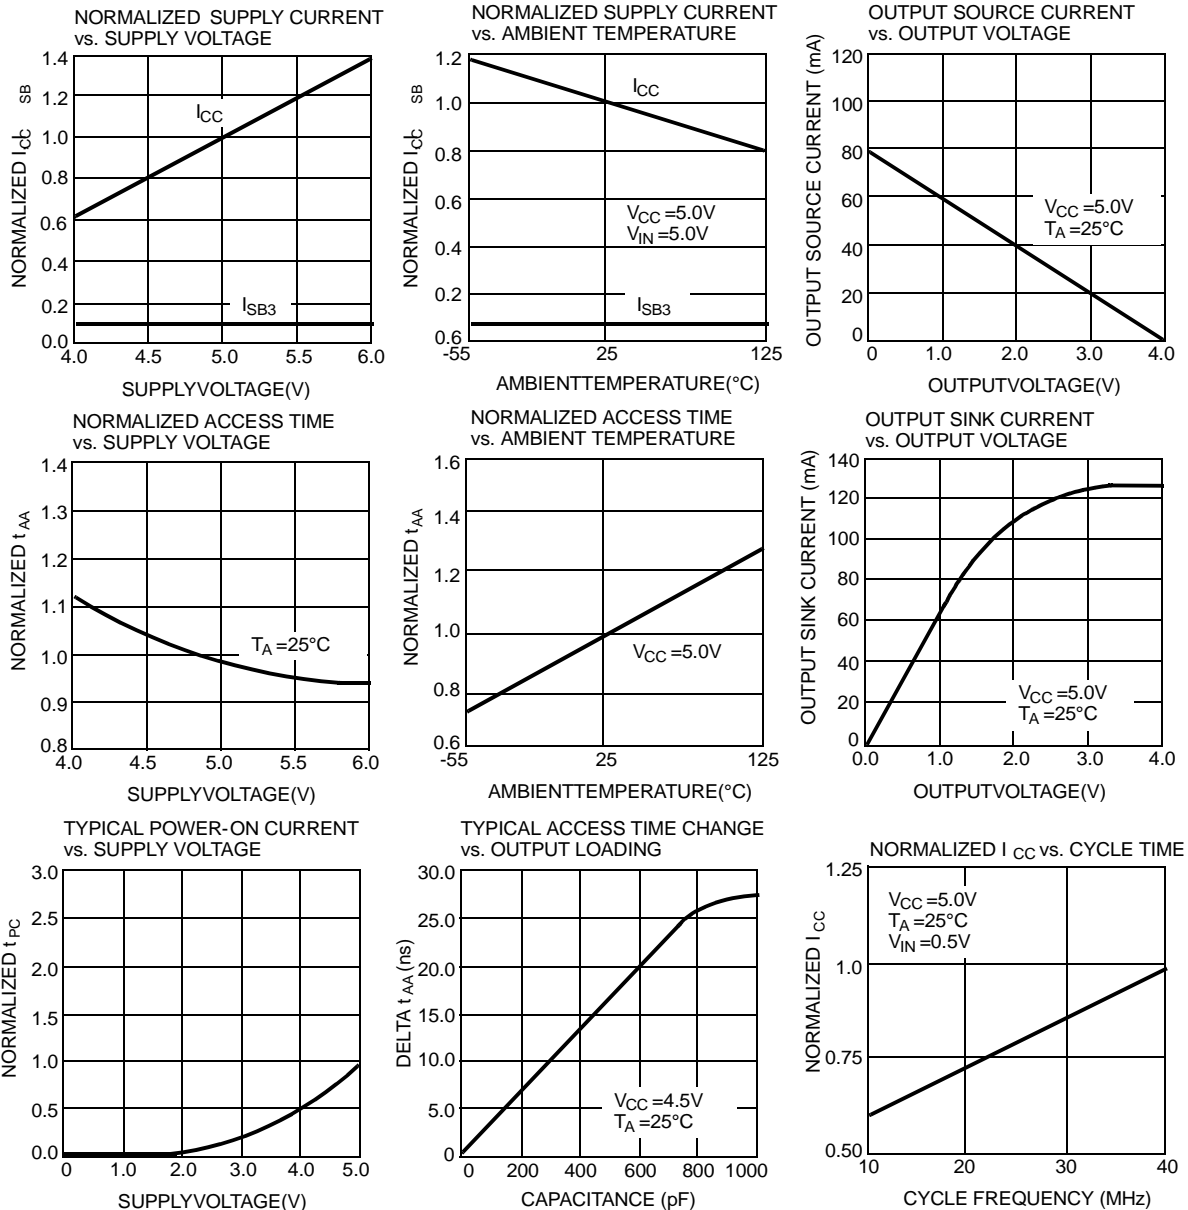 NORMALIZED SUPPLY CURRENT
vs. SUPPLY VOLTAGE
NORMALIZED ICC
SB
1.4
1.2
1.0
0.8
0.6
0.4
0.2
0.0
ICC
ISB3
4.0 4.5 5.0 5.5 6.0
SUPPLYVOLTAGE(V)
NORMALIZED SUPPLY CURRENT
vs. AMBIENT TEMPERATURE
NORMALIZED ICC
SB
1.2
1.0
0.8
0.6
0.4
0.2
0.6
ICC
VCC=5.0V
VIN=5.0V
ISB3
-55 25 125
AMBIENTTEMPERATURE(°C)
OUTPUT SOURCE CURRENT
vs. OUTPUT VOLTAGE
OUTPUT SOURCE CURRENT (mA)
120
100
80
60
40
20
0
VCC=5.0V
TA=25°C
0 1.0 2.0 3.0 4.0
OUTPUTVOLTAGE(V)
NORMALIZED ACCESS TIME
vs. SUPPLY VOLTAGE
NORMALIZED tAA
1.4
1.3
1.2
1.1
1.0
0.9
0.8
TA=25°C
4.0 4.5 5.0 5.5 6.0
SUPPLYVOLTAGE(V)
NORMALIZED ACCESS TIME
vs. AMBIENT TEMPERATURE
NORMALIZED tAA
1.6
1.4
1.2
1.0
0.8
0.6
VCC=5.0V
-55 25 125
AMBIENTTEMPERATURE(°C)
OUTPUT SINK CURRENT
vs. OUTPUT VOLTAGE
OUTPUT SINK CURRENT (mA)
140
120
100
80
60
40
20
0
VCC=5.0V
TA=25°C
0.0 1.0 2.0 3.0 4.0
OUTPUTVOLTAGE(V)
TYPICAL POWER-ON CURRENT
vs. SUPPLY VOLTAGE
NORMALIZED tPC
3.0
2.5
2.0
1.5
1.0
0.5
0.0
0 1.0 2.0 3.0 4.0 5.0
SUPPLYVOLTAGE(V)
TYPICAL ACCESS TIME CHANGE
vs. OUTPUT LOADING
DELTA tAA (ns)
30.0
25.0
20.0
15.0
10.0
5.0
0
VCC=4.5V
TA=25°C
0 200 400 600 800 1000
CAPACITANCE (pF)
NORMALIZED ICC vs. CYCLE TIME
NORMALIZED ICC
1.25
1.0
0.75
0.50
VCC=5.0V
TA=25°C
VIN=0.5V
10 20 30 40
CYCLE FREQUENCY (MHz)